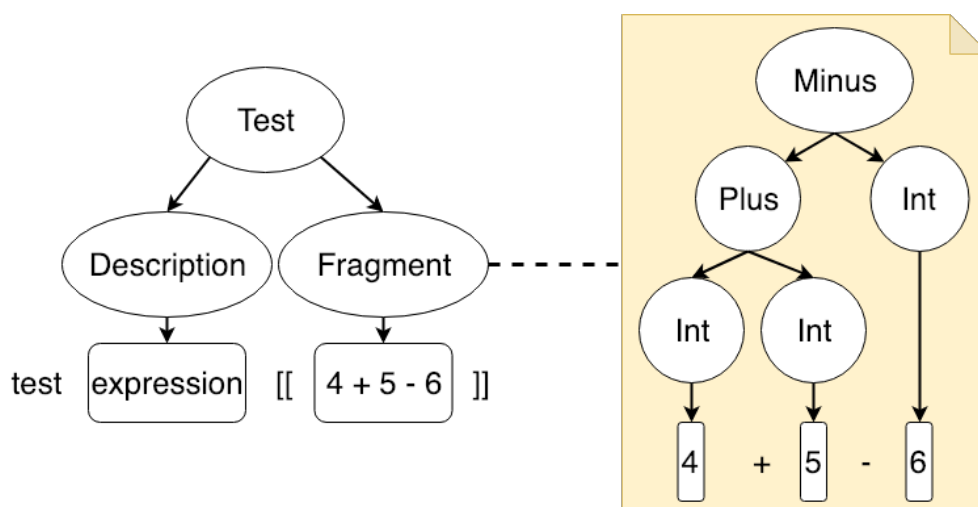 Test
Description
Fragment
test expression [[ 4 + 5 - 6 ]]
Minus
Plus
Int
Int
Int
4 + 5 - 6